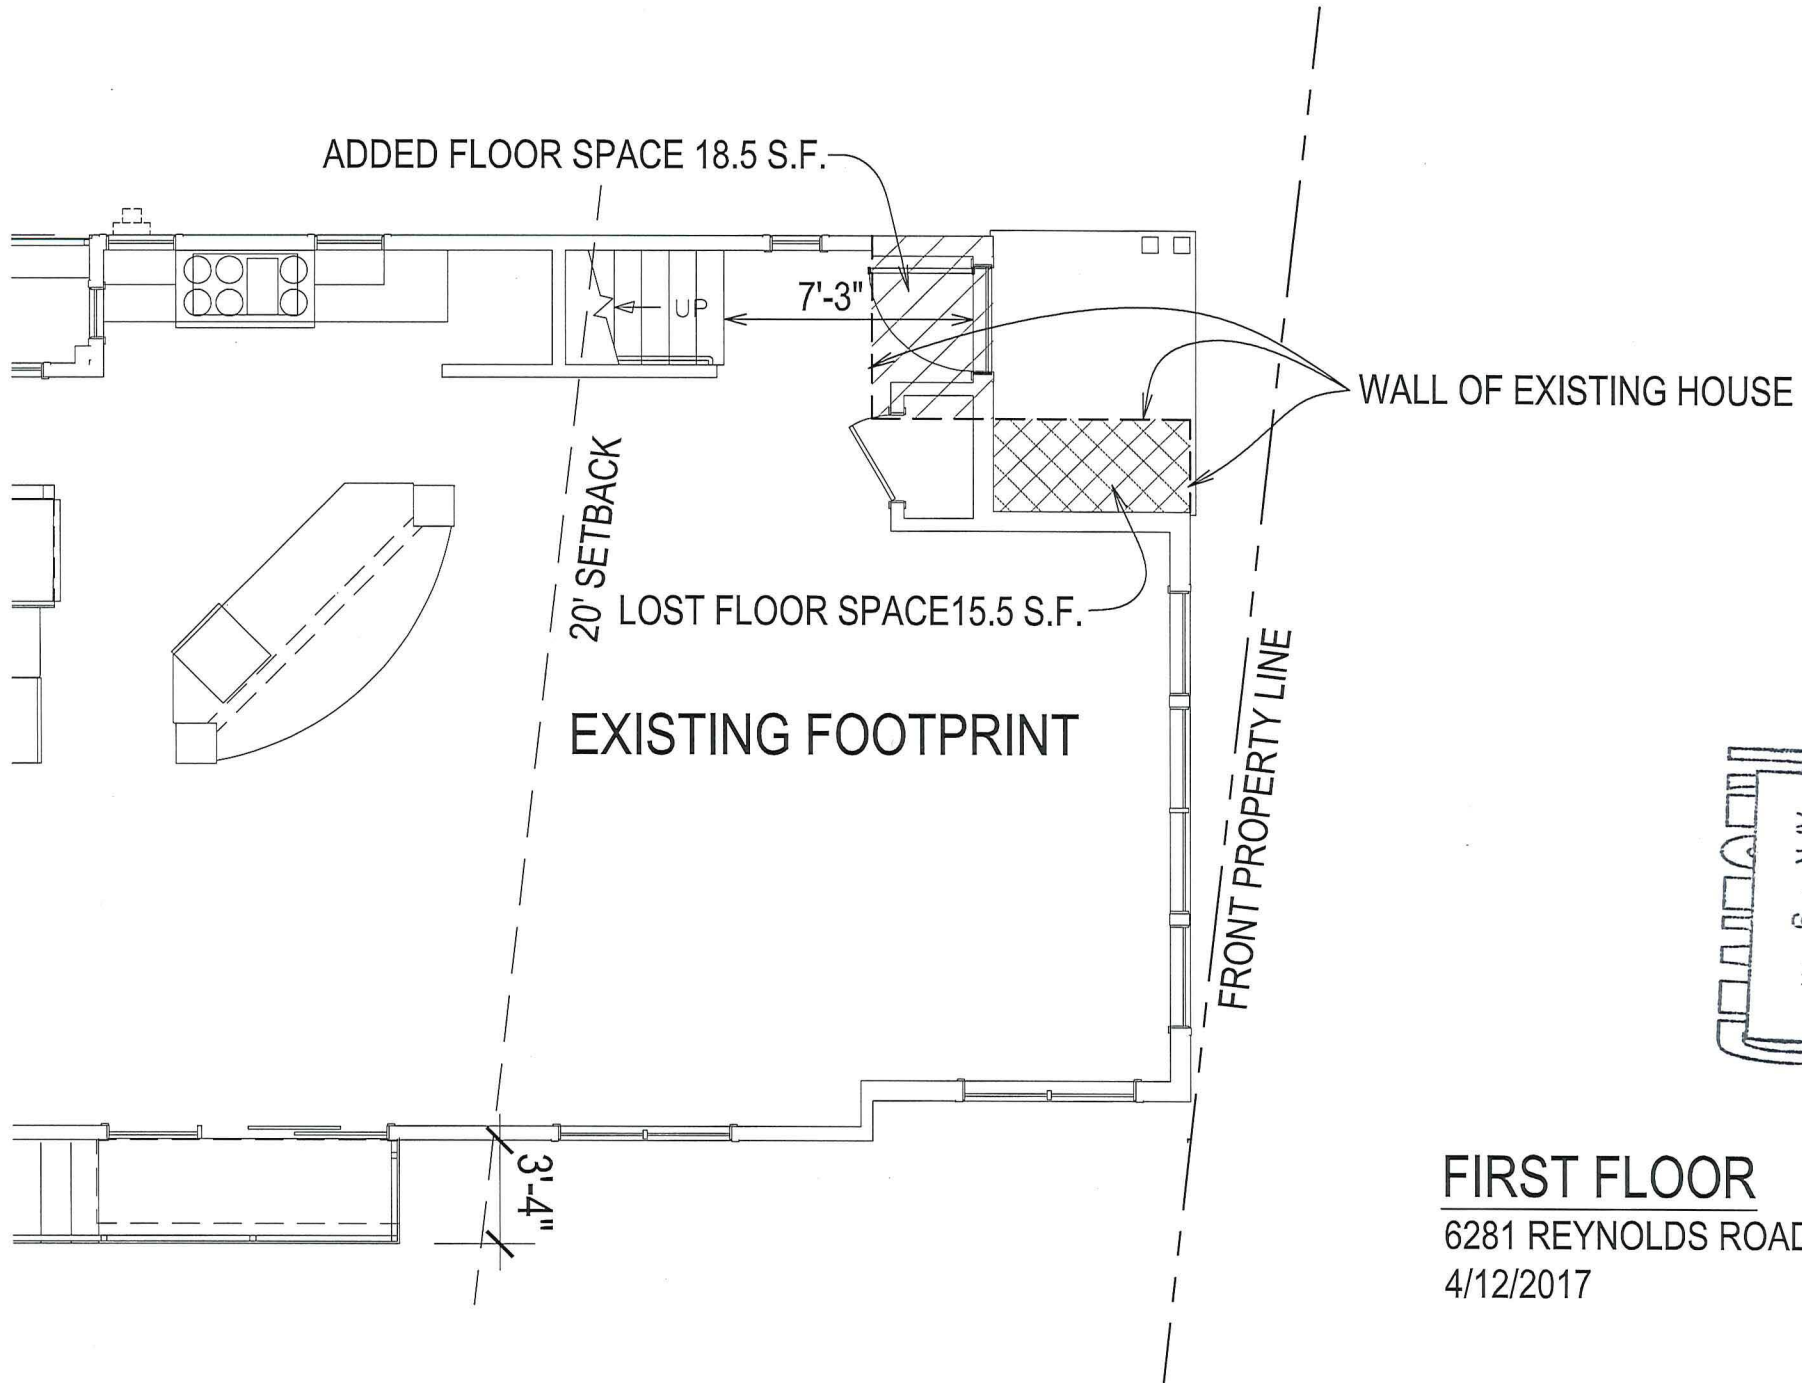 ADDED FLOOR SPACE 18.5 S.F.
UP
7'-3"
WALL OF EXISTING HOUSE
20' SETBACK
LOST FLOOR SPACE15.5 S.F.
FRONT PROPERTY LINE
EXISTING FOOTPRINT
3'-4"
FIRST FLOOR
6281 REYNOLDS ROAD
4/12/2017